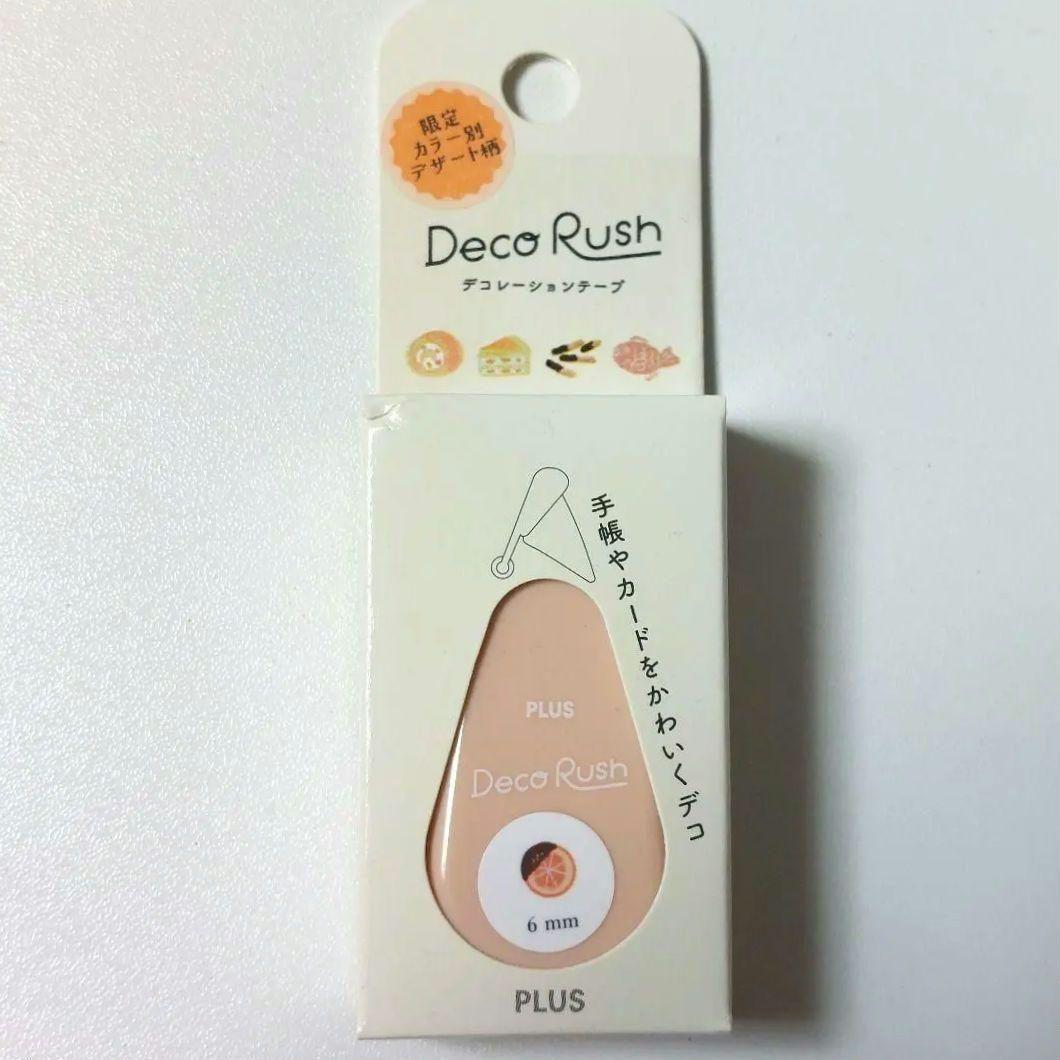 限定
カラー別
デザート柄
Deco Rush
デコレーションテープ
手帳やカードをかわいくデコ
PLUS
Deco Rush
6 mm
PLUS